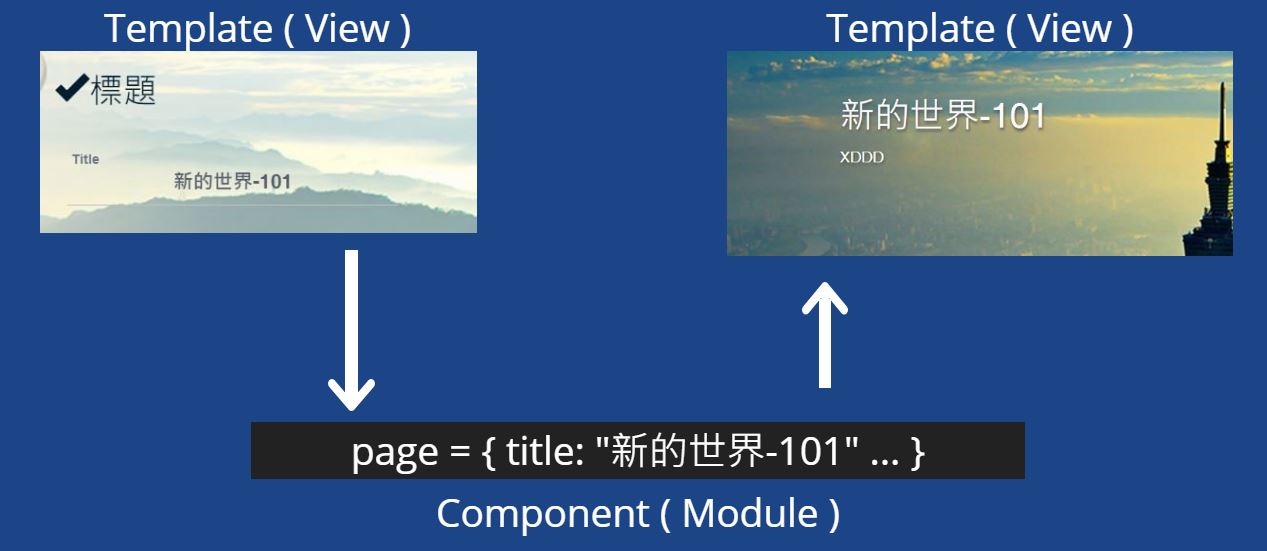 Template ( View )
標題
Title
新的世界-101
Template ( View )
新的世界-101
XDDD
page = { title: "新的世界-101" ... }
Component ( Module )